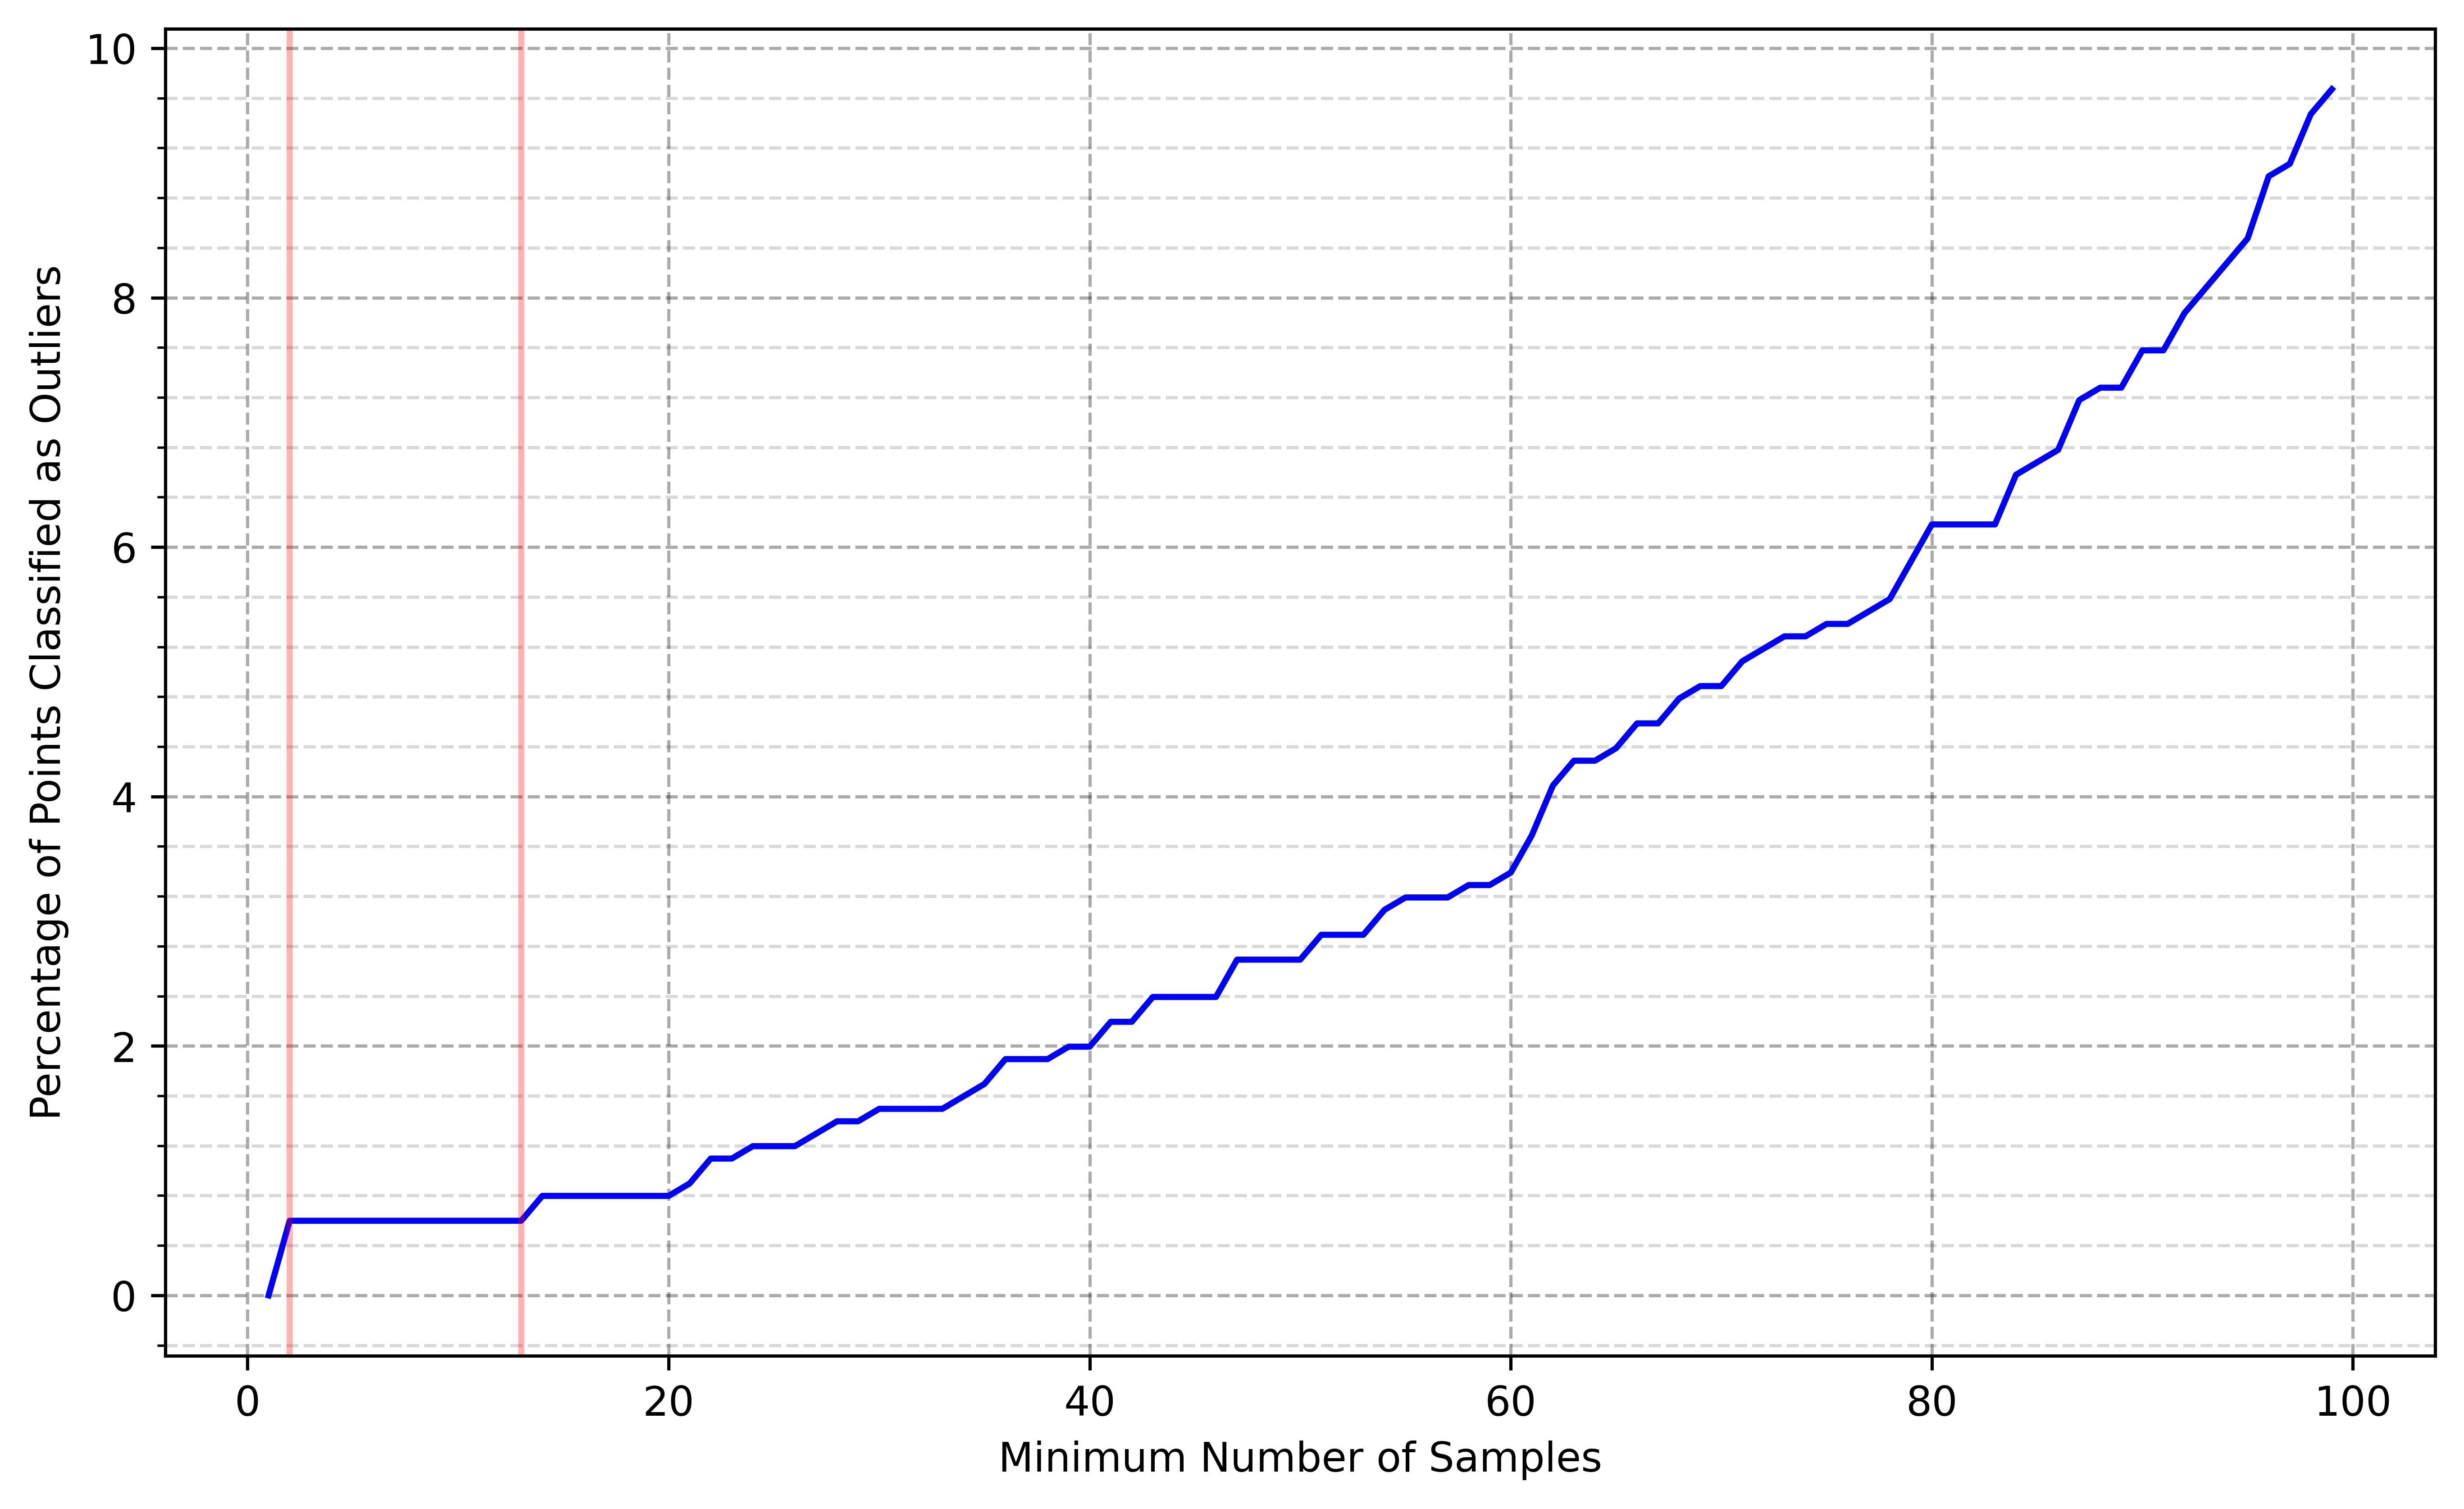 10
8
6
4
2
0
Percentage of Points Classified as Outliers
0 20 40 60 80 100
Minimum Number of Samples